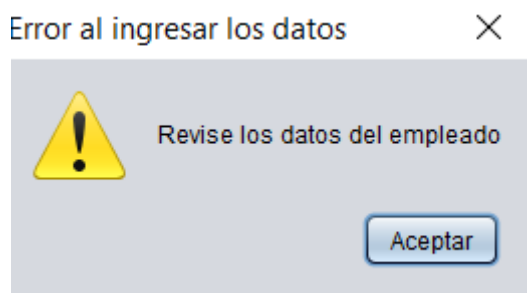 Error al ingresar los datos
Revise los datos del empleado
Aceptar